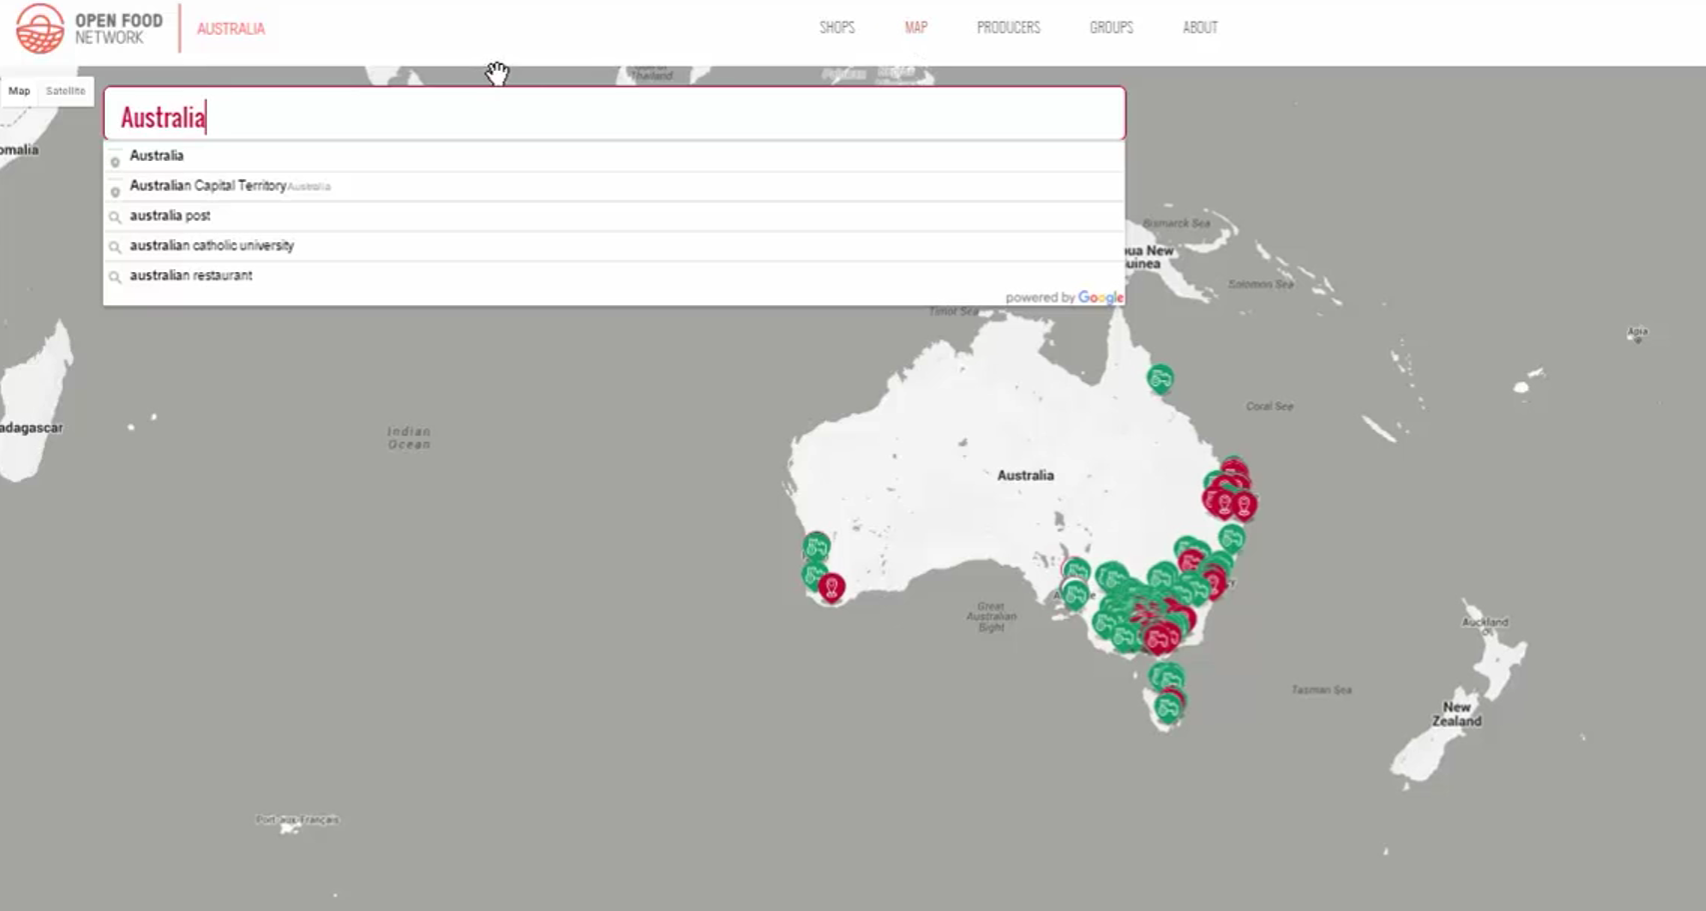 OPEN FOOD
NETWORK
AUSTRALIA
SHOPS
MAP
PRODUCERS
GROUPS
ABOUT
Map
Satellite
Thailand
Australia
Australia
Australian Capital Territory Australia
australia post
australian catholic university
australian restaurant
powered by Google
omalia
Bismarck Sea
ua New
uinea
Solomon Sea
Timor Sea
Apia
Coral Sea
adagascar
Indian
Ocean
Australia
Great
Australian
Bight
Auckland
Tasman Sea
New
Zealand
Port-aux-Français